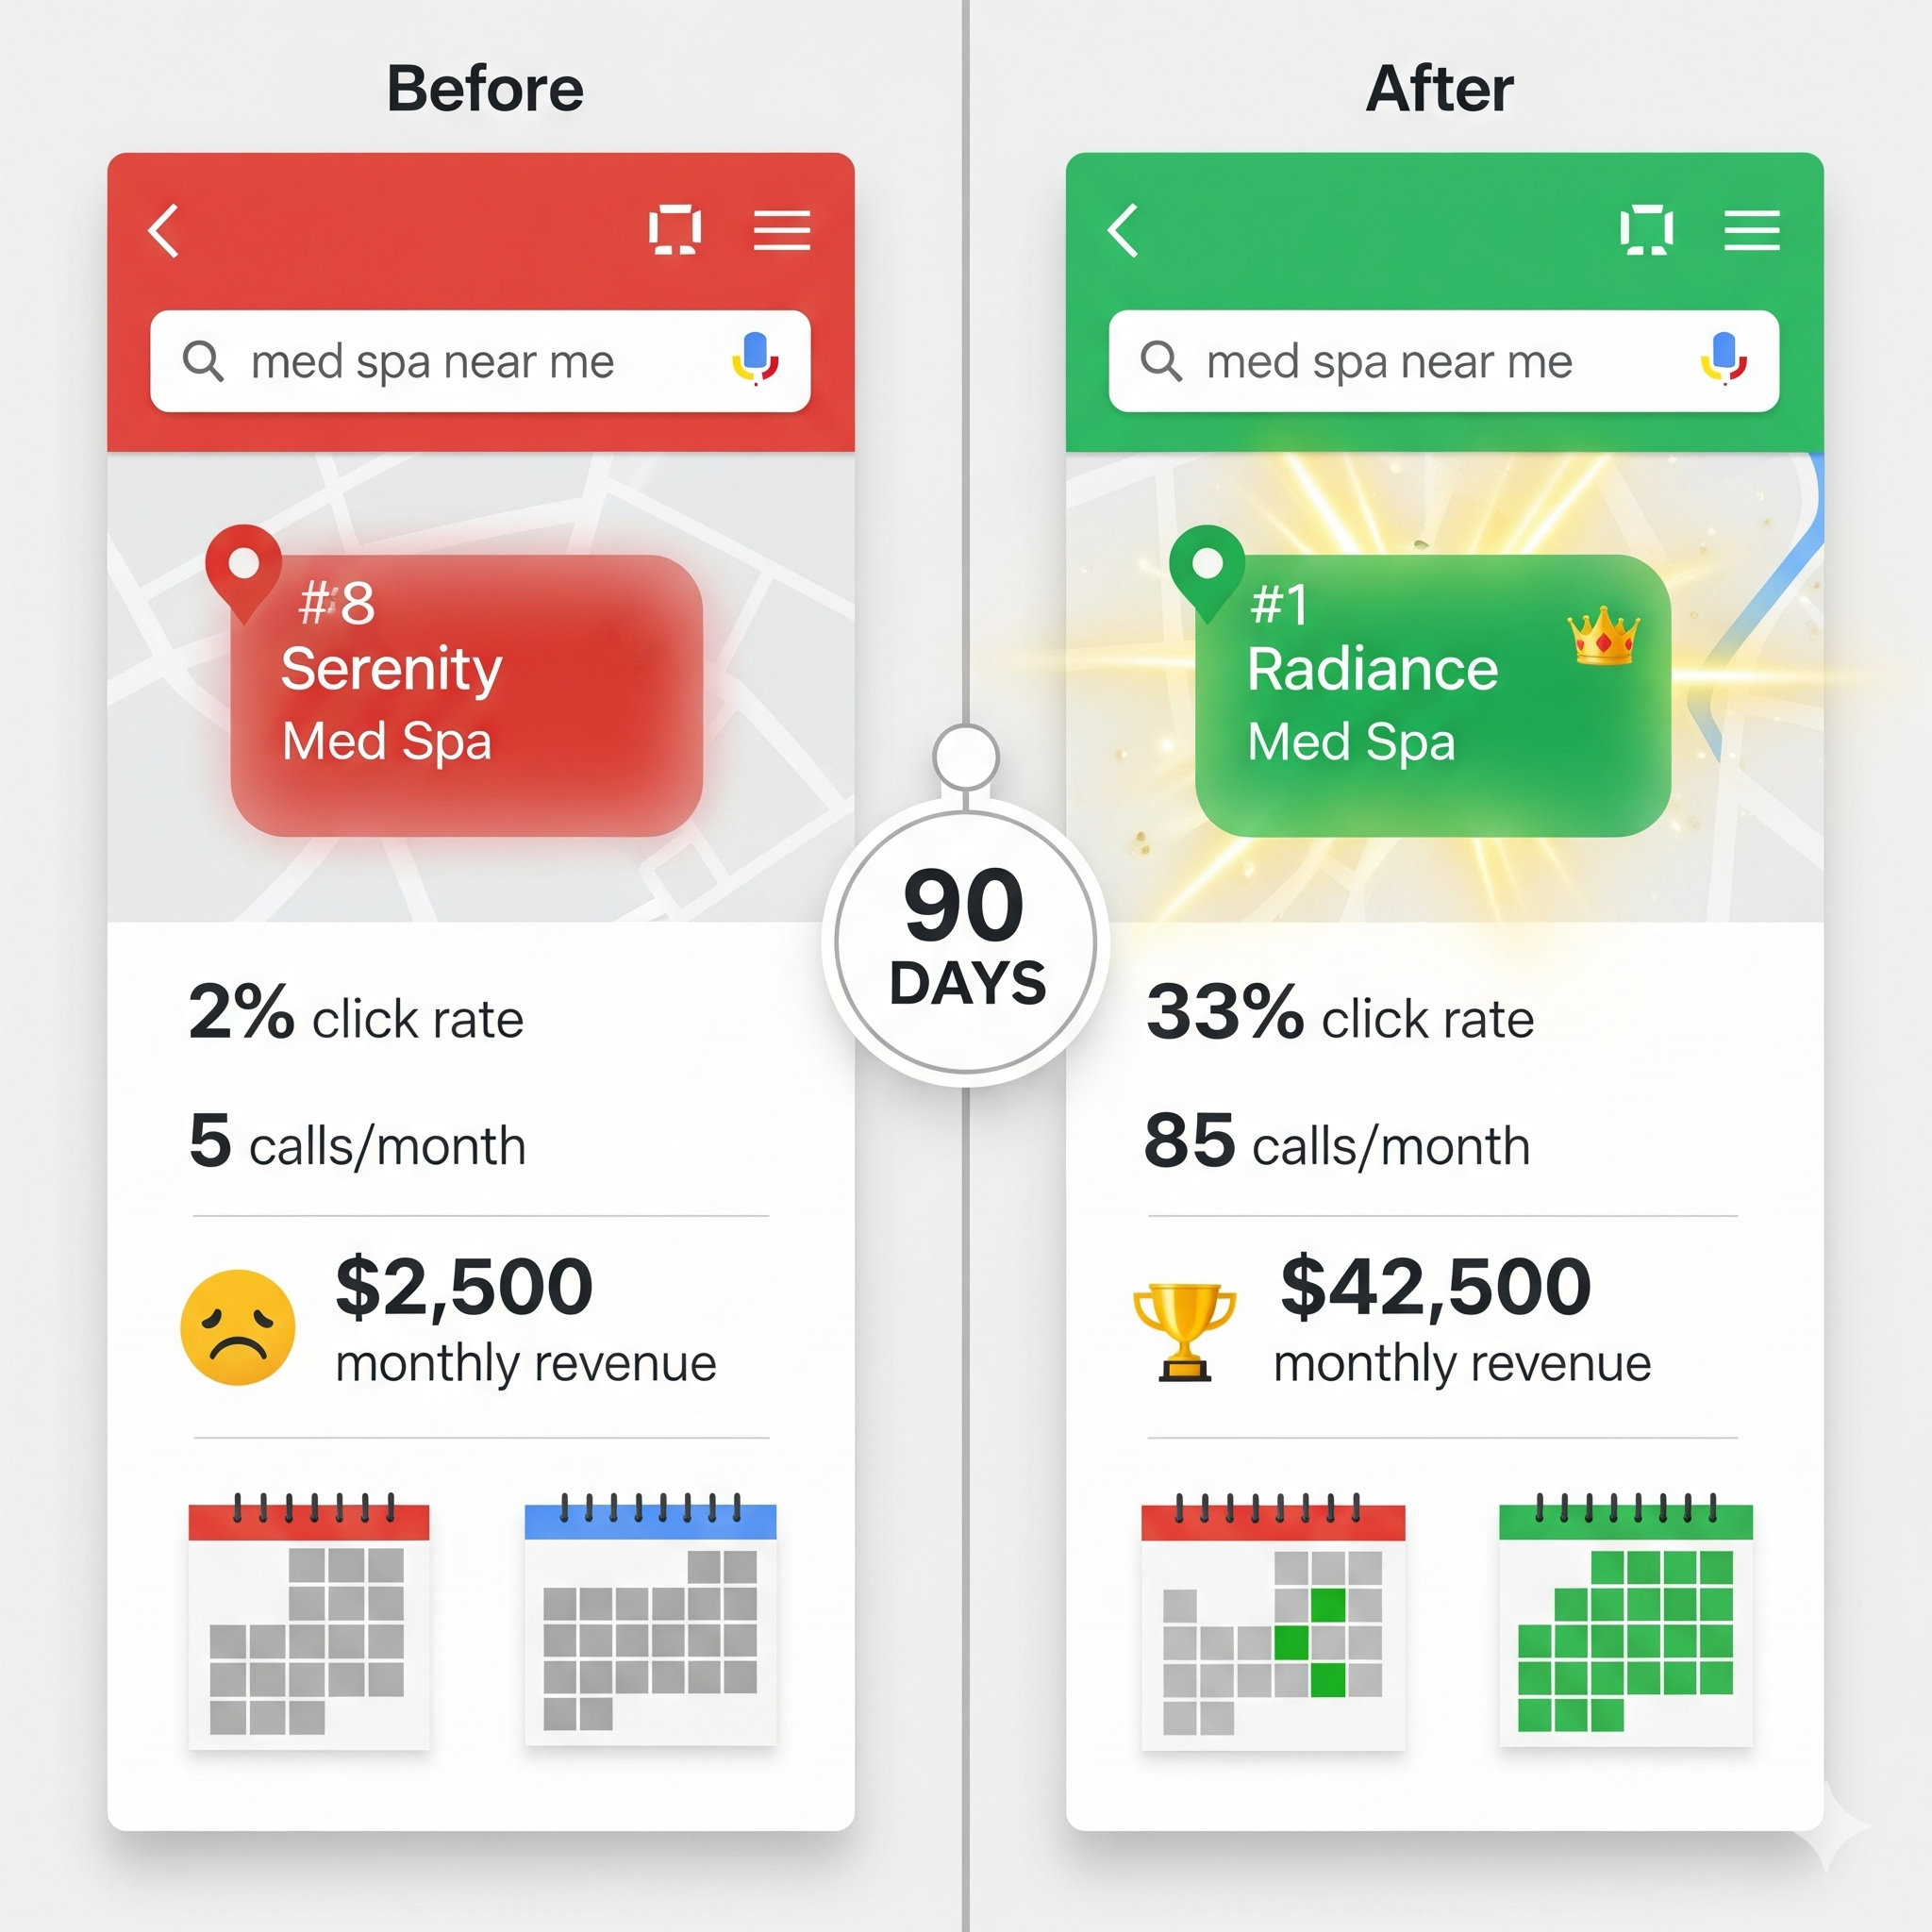 Before
med spa near me
#8
Serenity
Med Spa
2% click rate
5 calls/month
$2,500
monthly revenue
90
DAYS
After
med spa near me
#1
Radiance
Med Spa
33% click rate
85 calls/month
$42,500
monthly revenue